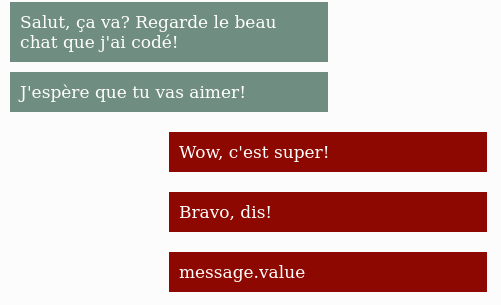 Salut, ça va? Regarde le beau
chat que j'ai codé!
J'espère que tu vas aimer!
Wow, c'est super!
Bravo, dis!
message.value